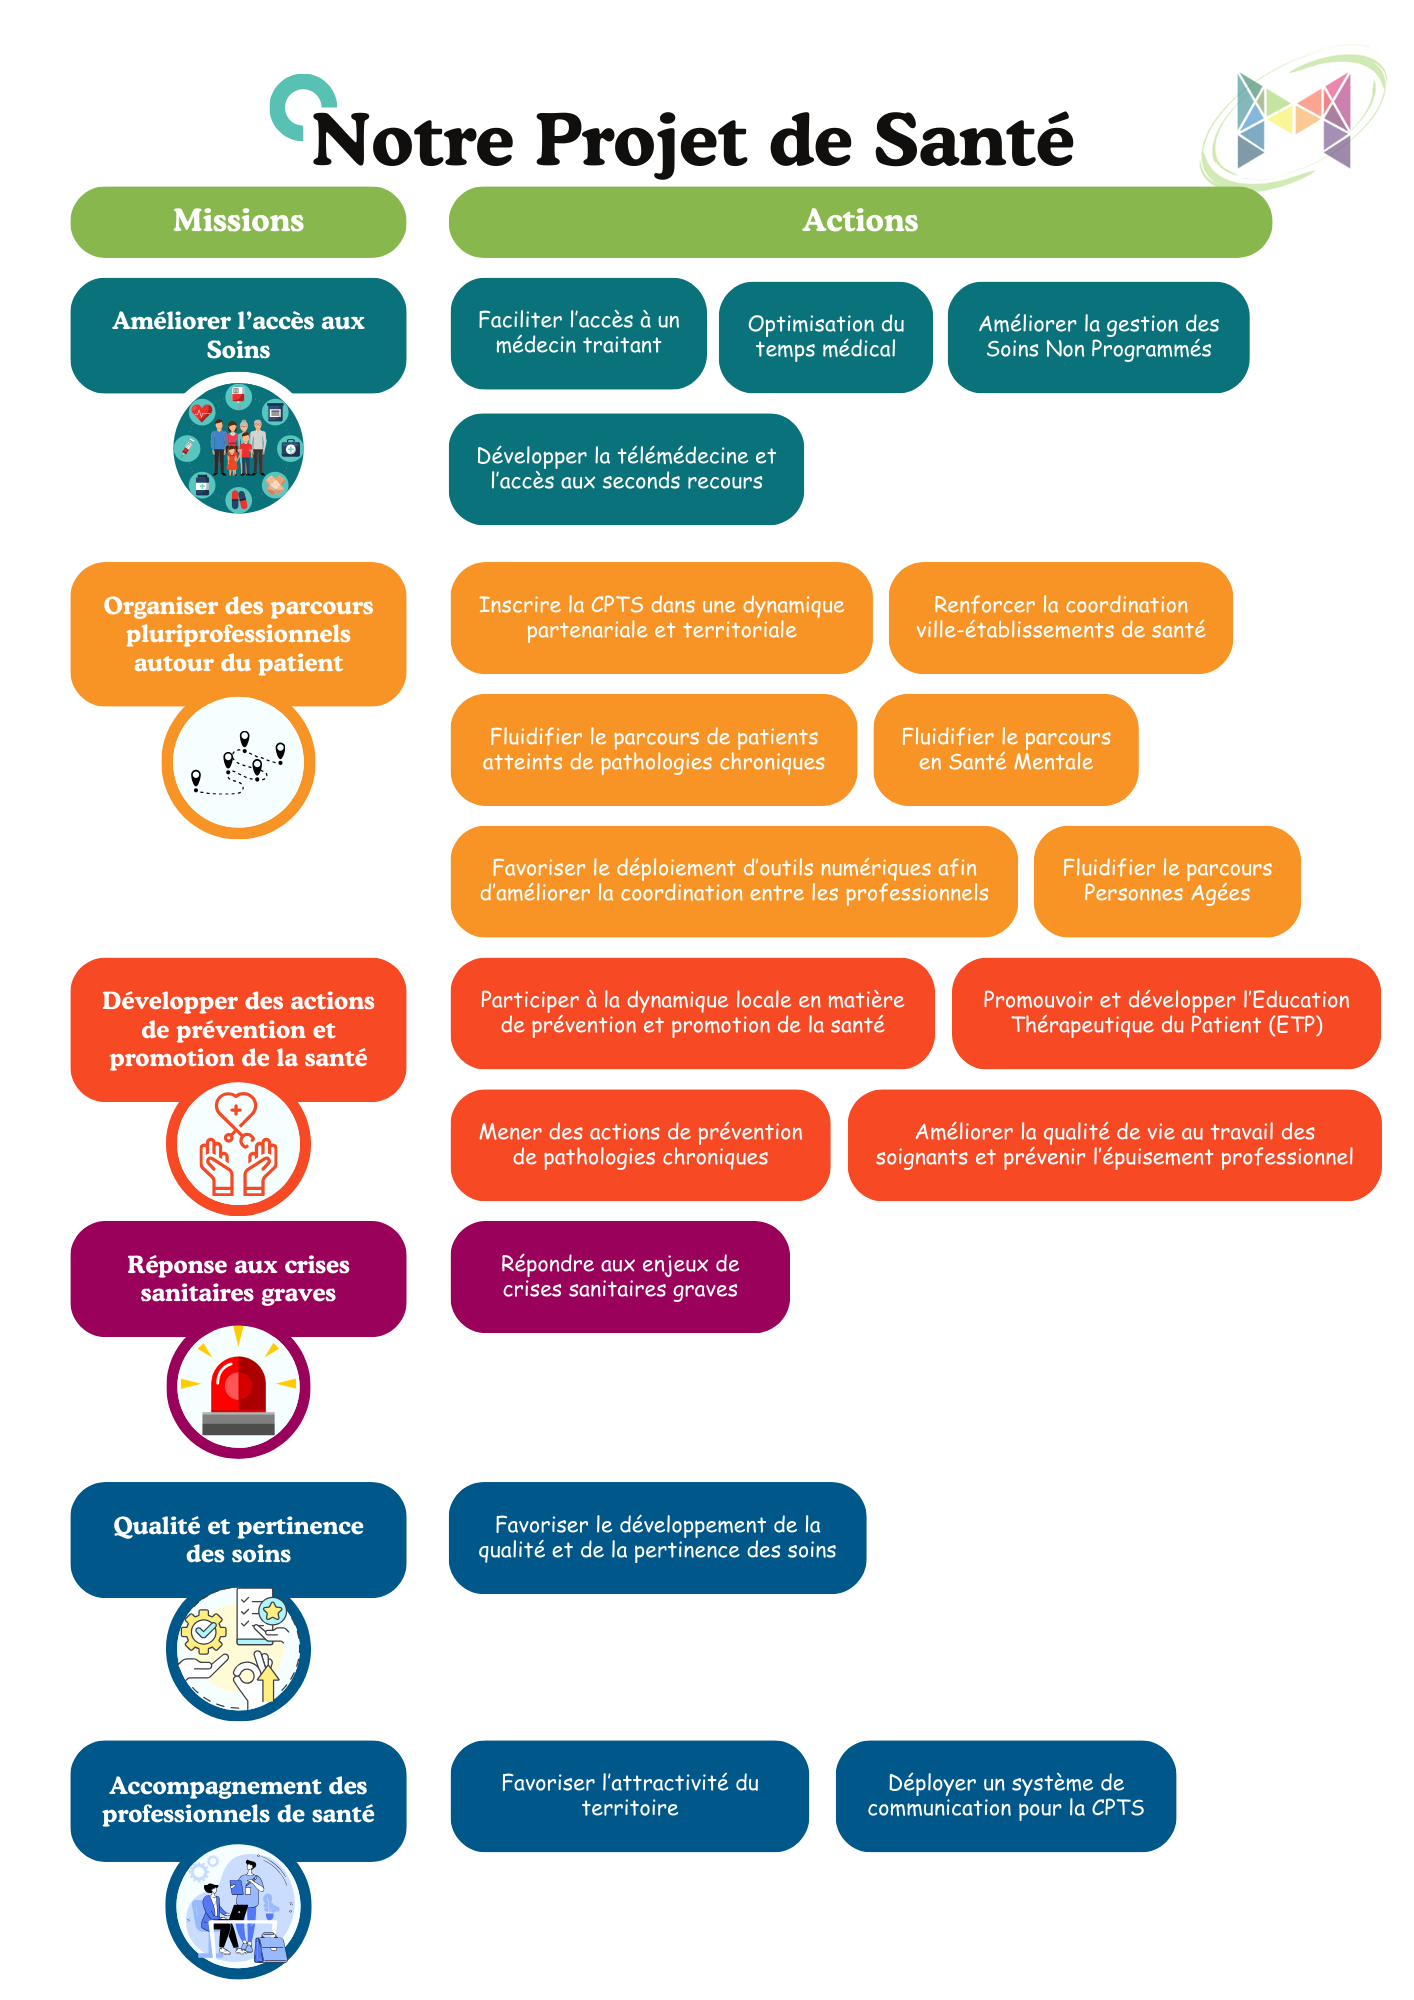 Notre Projet de Santé
Missions
Actions
Améliorer l'accès aux
Soins
Faciliter l'accès à un
médecin traitant
Optimisation du
temps médical
Améliorer la gestion des
Soins Non Programmés
Développer la télémédecine et
l'accès aux seconds recours
Organiser des parcours
pluriprofessionnels
autour du patient
Inscrire la CPTS dans une dynamique
partenariale et territoriale
Renforcer la coordination
ville-établissements de santé
Fluidifier le parcours de patients
atteints de pathologies chroniques
Fluidifier le parcours
en Santé Mentale
Favoriser le déploiement d'outils numériques afin
d'améliorer la coordination entre les professionnels
Fluidifier le parcours
Personnes Agées
Développer des actions
de prévention et
promotion de la santé
Participer à la dynamique locale en matière
de prévention et promotion de la santé
Promouvoir et développer l'Education
Thérapeutique du Patient (ETP)
Mener des actions de prévention
de pathologies chroniques
Améliorer la qualité de vie au travail des
soignants et prévenir l'épuisement professionnel
Réponse aux crises
sanitaires graves
Répondre aux enjeux de
crises sanitaires graves
Qualité et pertinence
des soins
Favoriser le développement de la
qualité et de la pertinence des soins
Accompagnement des
professionnels de santé
Favoriser l'attractivité du
territoire
Déployer un système de
communication pour la CPTS